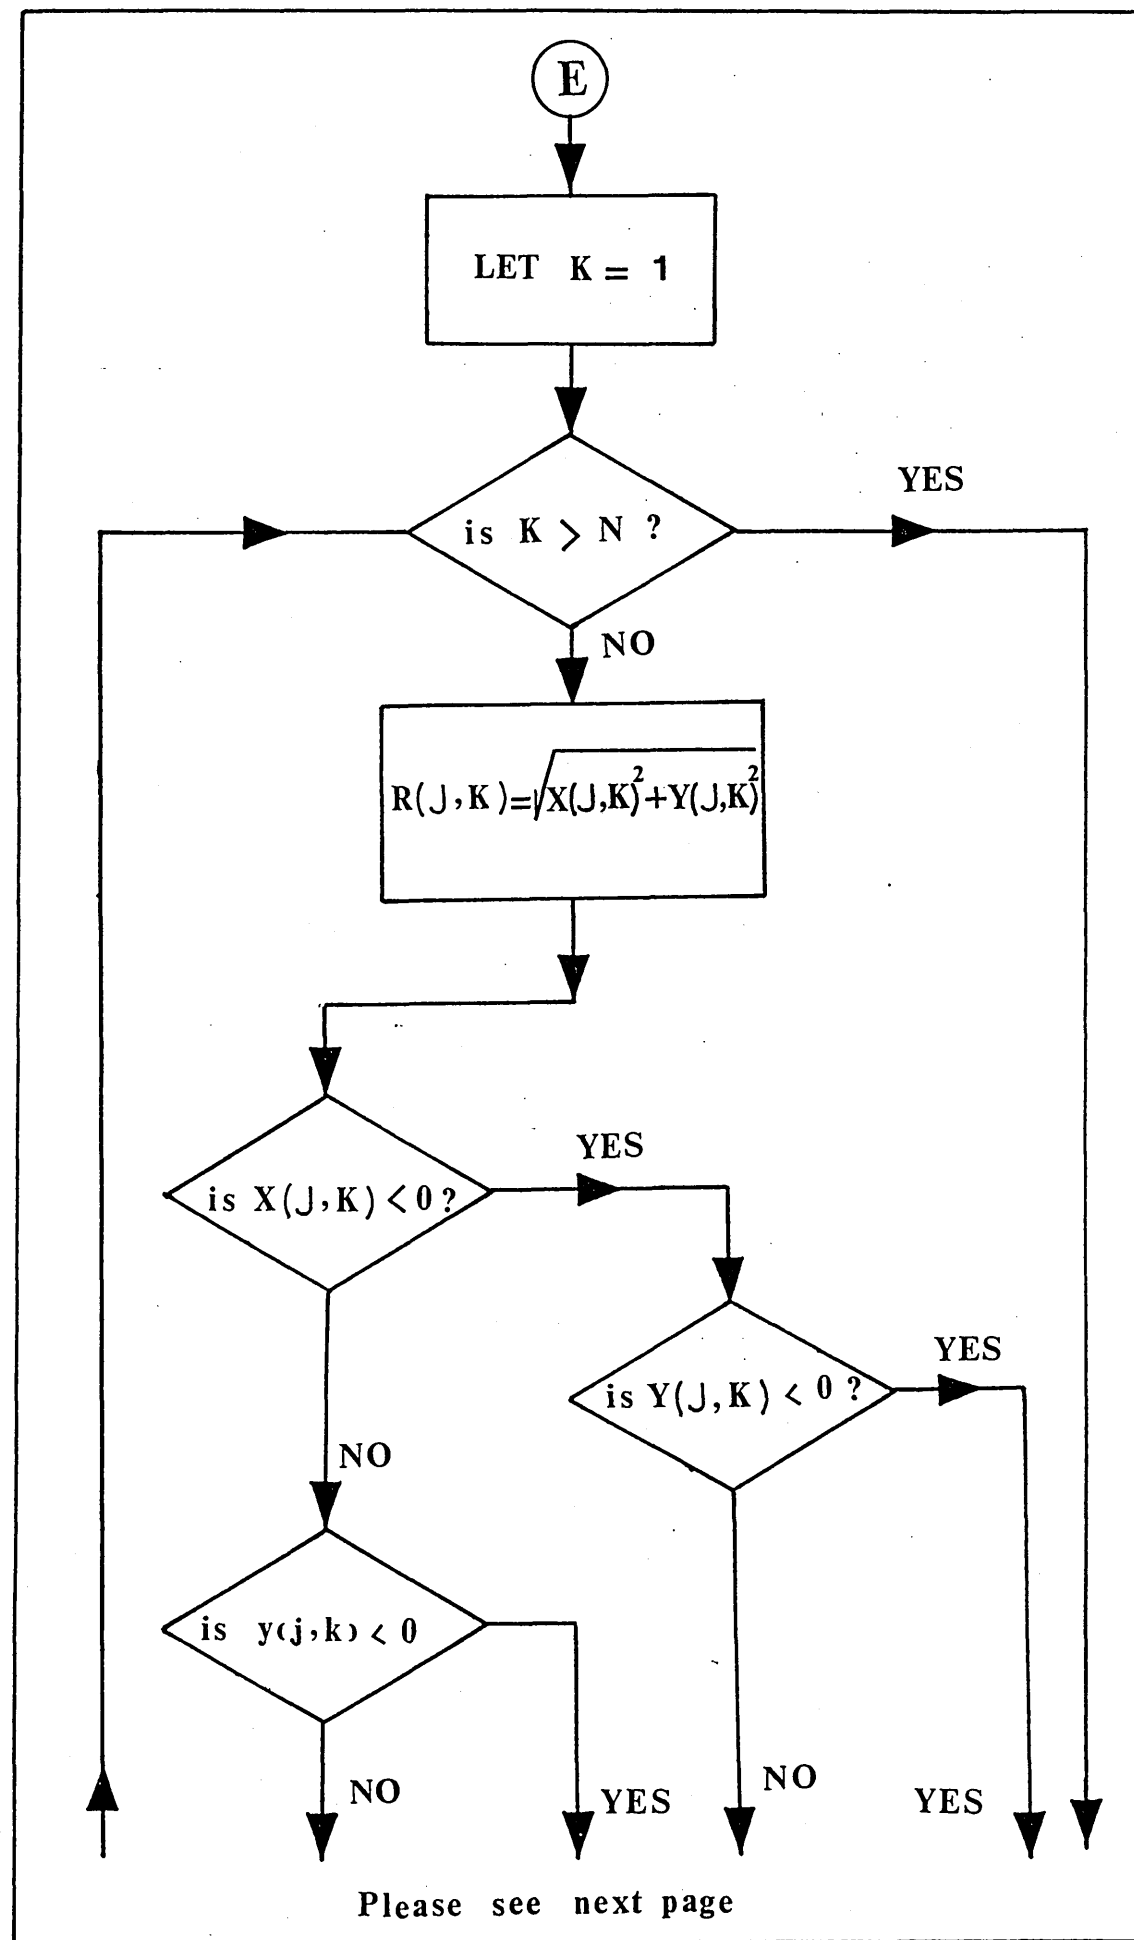 E
LET K = 1
is K > N ?
YES
NO
R(J,K)=√X(J,K)²+Y(J,K)²
is X(J,K) <0?
YES
is Y(J,K) < 0 ?
YES
NO
is y(j,k) < 0
NO
YES
NO
YES
Please see next page